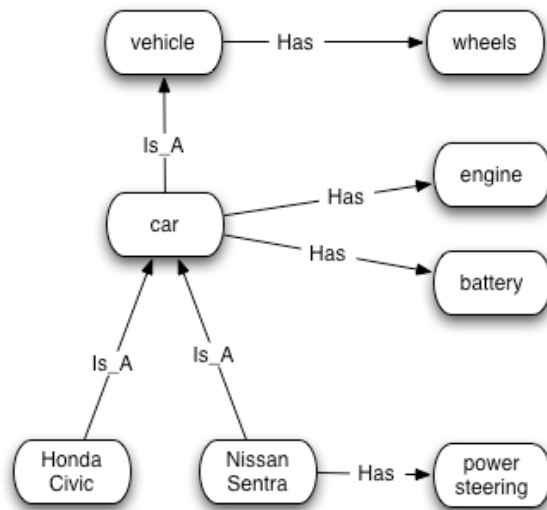 vehicle Has wheels
Is_A
engine
Has
car
Has
battery
Is_A Is_A
Honda
Civic
Nissan
Sentra
Has
power
steering